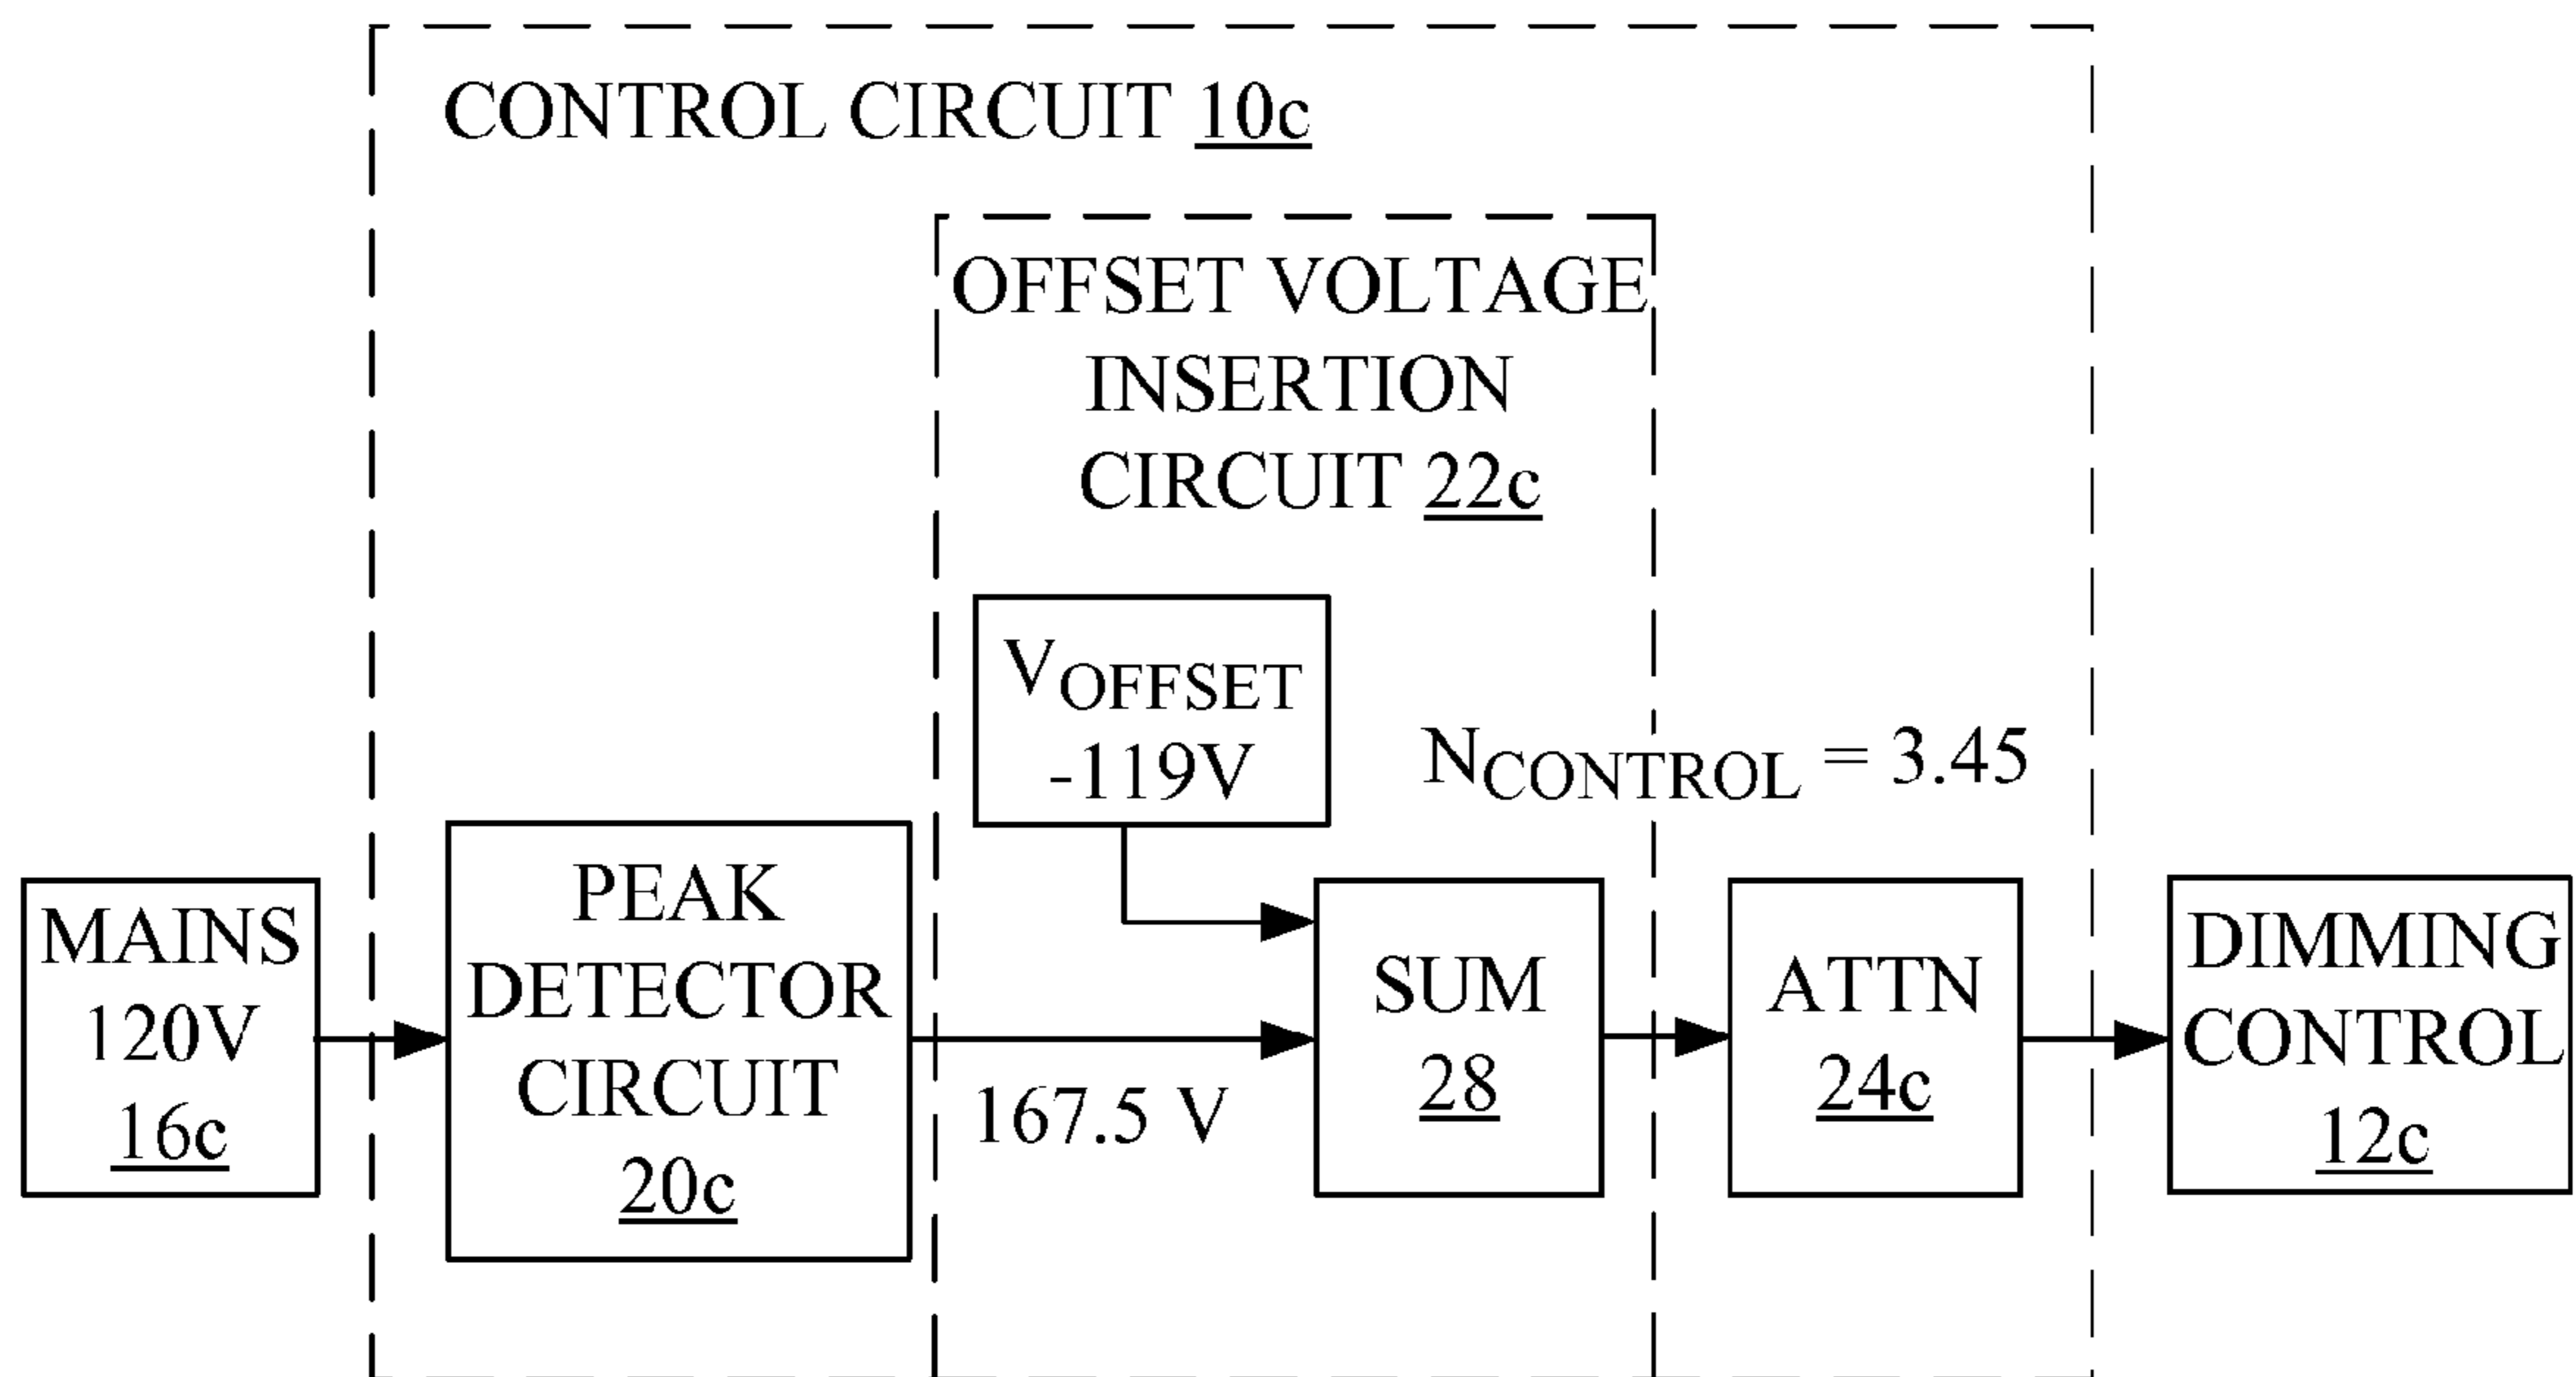 CONTROL CIRCUIT 10c
OFFSET VOLTAGE
INSERTION
CIRCUIT 22c
VOFFSET
-119V
NCONTROL = 3.45
MAINS
120V
16c
PEAK
DETECTOR
CIRCUIT
20c
167.5 V
SUM
28
ATTN
24c
DIMMING
CONTROL
12c